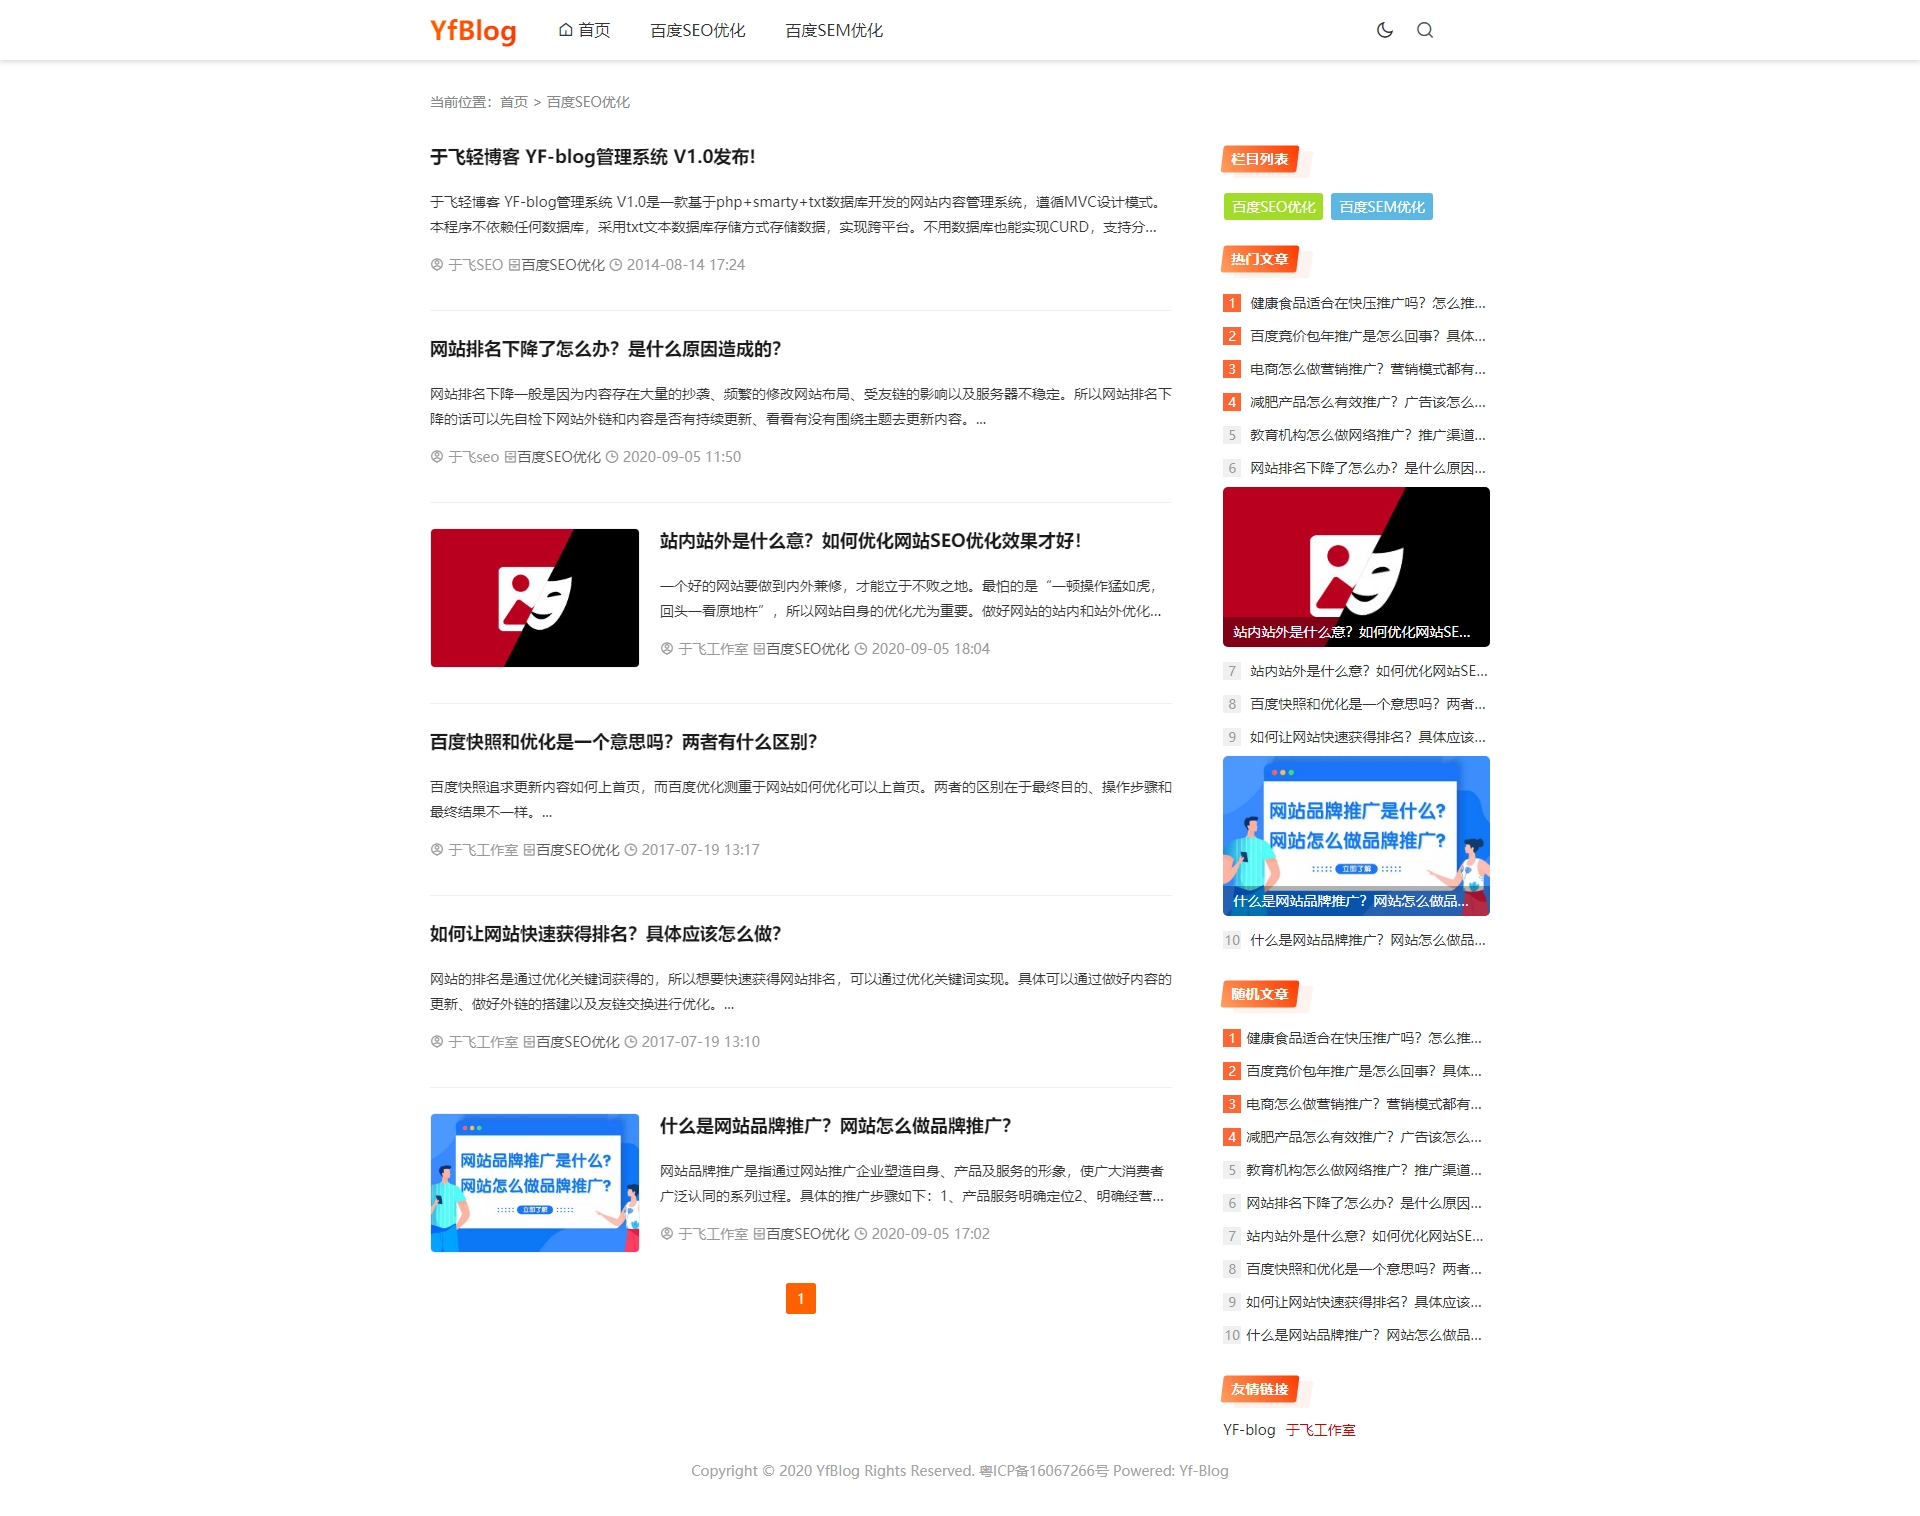 YfBlog 首页 百度SEO优化 百度SEM优化
当前位置：首页 > 百度SEO优化
于飞轻博客 YF-blog管理系统 V1.0发布!
于飞轻博客 YF-blog管理系统 V1.0是一款基于php+smarty+txt数据库开发的网站内容管理系统，遵循MVC设计模式。
本程序不依赖任何数据库，采用txt文本数据库存储方式存储数据，实现跨平台。不用数据库也能实现CURD，支持分...
于飞SEO 百度SEO优化 2014-08-14 17:24
网站排名下降了怎么办？是什么原因造成的？
网站排名下降一般是因为内容存在大量的抄袭、频繁的修改网站布局、受友链的影响以及服务器不稳定。所以网站排名下
降的话可以先自检下网站外链和内容是否有持续更新、看看有没有围绕主题去更新内容。...
于飞seo 百度SEO优化 2020-09-05 11:50
站内站外是什么意？如何优化网站SEO优化效果才好！
一个好的网站要做到内外兼修，才能立于不败之地。最怕的是“一顿操作猛如虎，
回头一看原地杵”，所以网站自身的优化尤为重要。做好网站的站内和站外优化...
于飞工作室 百度SEO优化 2020-09-05 18:04
百度快照和优化是一个意思吗？两者有什么区别？
百度快照追求更新内容如何上首页，而百度优化测重于网站如何优化可以上首页。两者的区别在于最终目的、操作步骤和
最终结果不一样。...
于飞工作室 百度SEO优化 2017-07-19 13:17
如何让网站快速获得排名？具体应该怎么做？
网站的排名是通过优化关键词获得的，所以想要快速获得网站排名，可以通过优化关键词实现。具体可以通过做好内容的
更新、做好外链的搭建以及友链交换进行优化。...
于飞工作室 百度SEO优化 2017-07-19 13:10
网站品牌推广是什么?
网站怎么做品牌推广?
立即了解
什么是网站品牌推广？网站怎么做品牌推广？
网站品牌推广是指通过网站推广企业塑造自身、产品及服务的形象，使广大消费者
广泛认同的系列过程。具体的推广步骤如下：1、产品服务明确定位2、明确经营...
于飞工作室 百度SEO优化 2020-09-05 17:02
1
栏目列表
百度SEO优化 百度SEM优化
热门文章
1 健康食品适合在快压推广吗？怎么推...
2 百度竞价包年推广是怎么回事？具体...
3 电商怎么做营销推广？营销模式都有...
4 减肥产品怎么有效推广？广告该怎么...
5 教育机构怎么做网络推广？推广渠道...
6 网站排名下降了怎么办？是什么原因...
站内站外是什么意？如何优化网站SE...
7 站内站外是什么意？如何优化网站SE...
8 百度快照和优化是一个意思吗？两者...
9 如何让网站快速获得排名？具体应该...
网站品牌推广是什么?
网站怎么做品牌推广?
立即了解
什么是网站品牌推广？网站怎么做品...
10 什么是网站品牌推广？网站怎么做品...
随机文章
1 健康食品适合在快压推广吗？怎么推...
2 百度竞价包年推广是怎么回事？具体...
3 电商怎么做营销推广？营销模式都有...
4 减肥产品怎么有效推广？广告该怎么...
5 教育机构怎么做网络推广？推广渠道...
6 网站排名下降了怎么办？是什么原因...
7 站内站外是什么意？如何优化网站SE...
8 百度快照和优化是一个意思吗？两者...
9 如何让网站快速获得排名？具体应该...
10 什么是网站品牌推广？网站怎么做品...
友情链接
YF-blog 于飞工作室
Copyright © 2020 YfBlog Rights Reserved. 粤ICP备16067266号 Powered: Yf-Blog